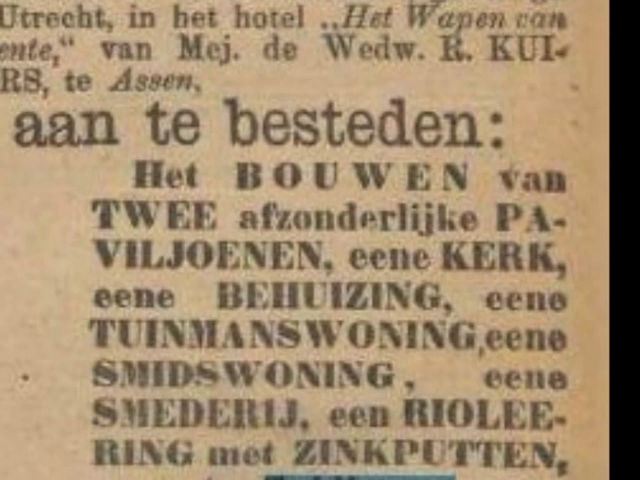 Utrecht, in het hotel „Het Wapen van
ente," van Mej. de Wedw. R. KUI-
RS, te Assen,
aan te besteden:
Het BOUWEN van
TWEE afzonderlijke PA-
VILJOENEN, eene KERK,
eene BEHUIZING, eene
TUINMANSWONING, eene
SMIDSWONING, eene
SMEDERIJ, een RIOLEE-
RING met ZINKPUTTEN,